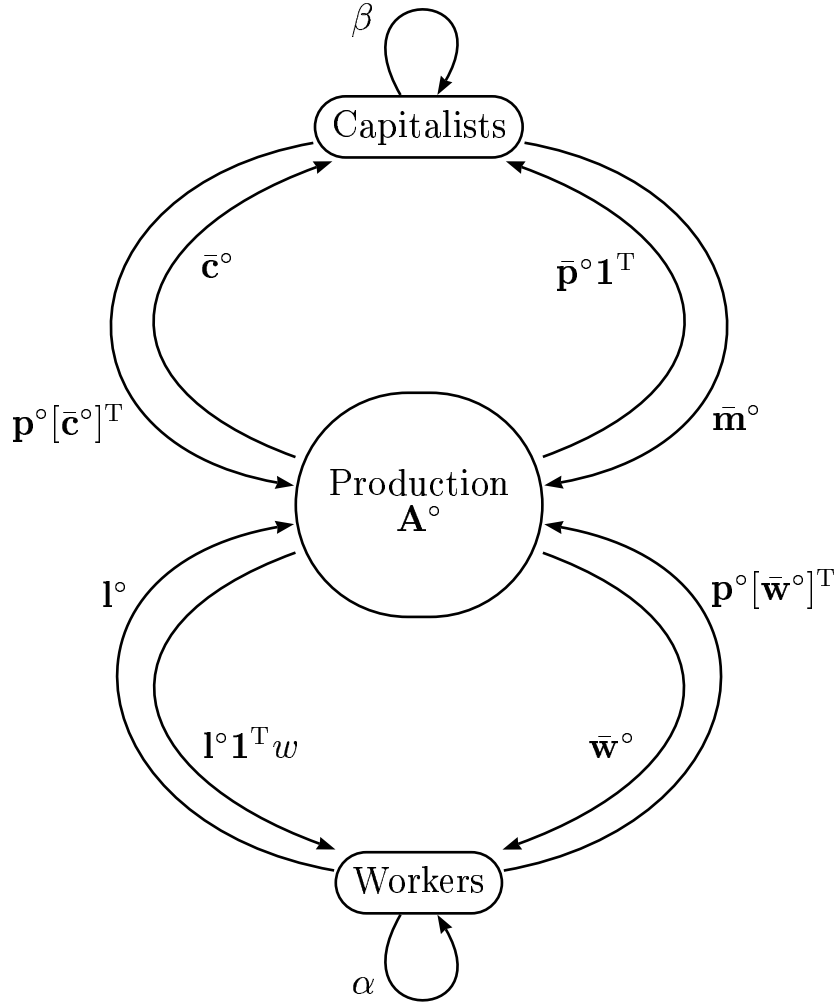 β
Capitalists
c̄°
p̄°1ᵀ
p°[c̄°]ᵀ
m̄°
Production
A°
l°
p°[w̄°]ᵀ
l°1ᵀw
w̄°
Workers
α